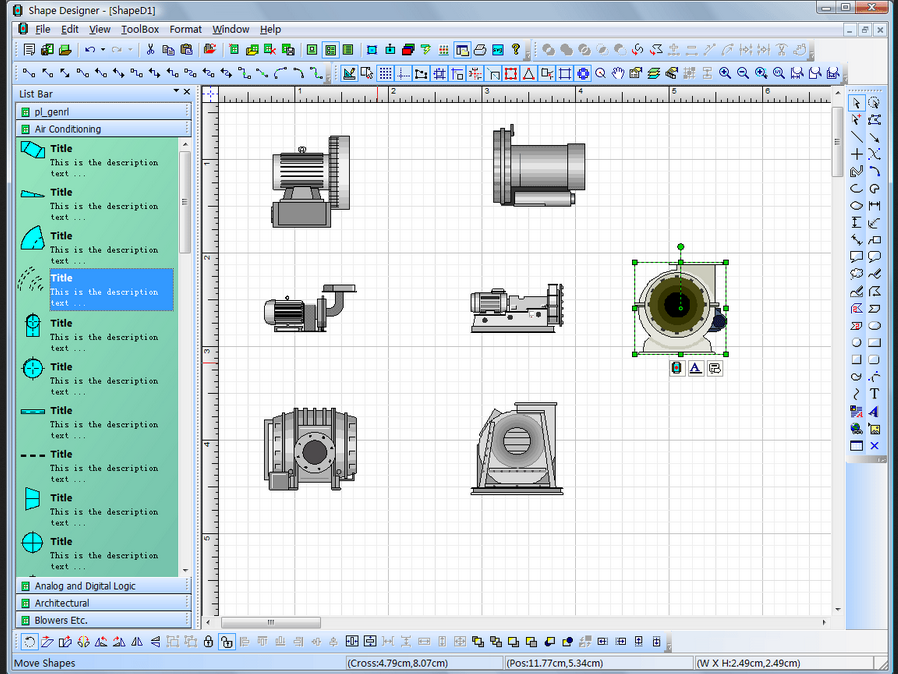 Shape Designer - [ShapeD1]
File Edit View ToolBox Format Window Help
List Bar
pl_genrl
Air Conditioning
Title
This is the description
text ...
Title
This is the description
text ...
Title
This is the description
text ...
Title
This is the description
text ...
Title
This is the description
text ...
Title
This is the description
text ...
Title
This is the description
text ...
Title
This is the description
text ...
Title
This is the description
text ...
Title
This is the description
text ...
Analog and Digital Logic
Architectural
Blowers Etc.
1 2 3 4 5 6
1
2
3
4
5
Move Shapes
(Cross:4.79cm,8.07cm)
(Pos:11.77cm,5.34cm)
(W X H:2.49cm,2.49cm)